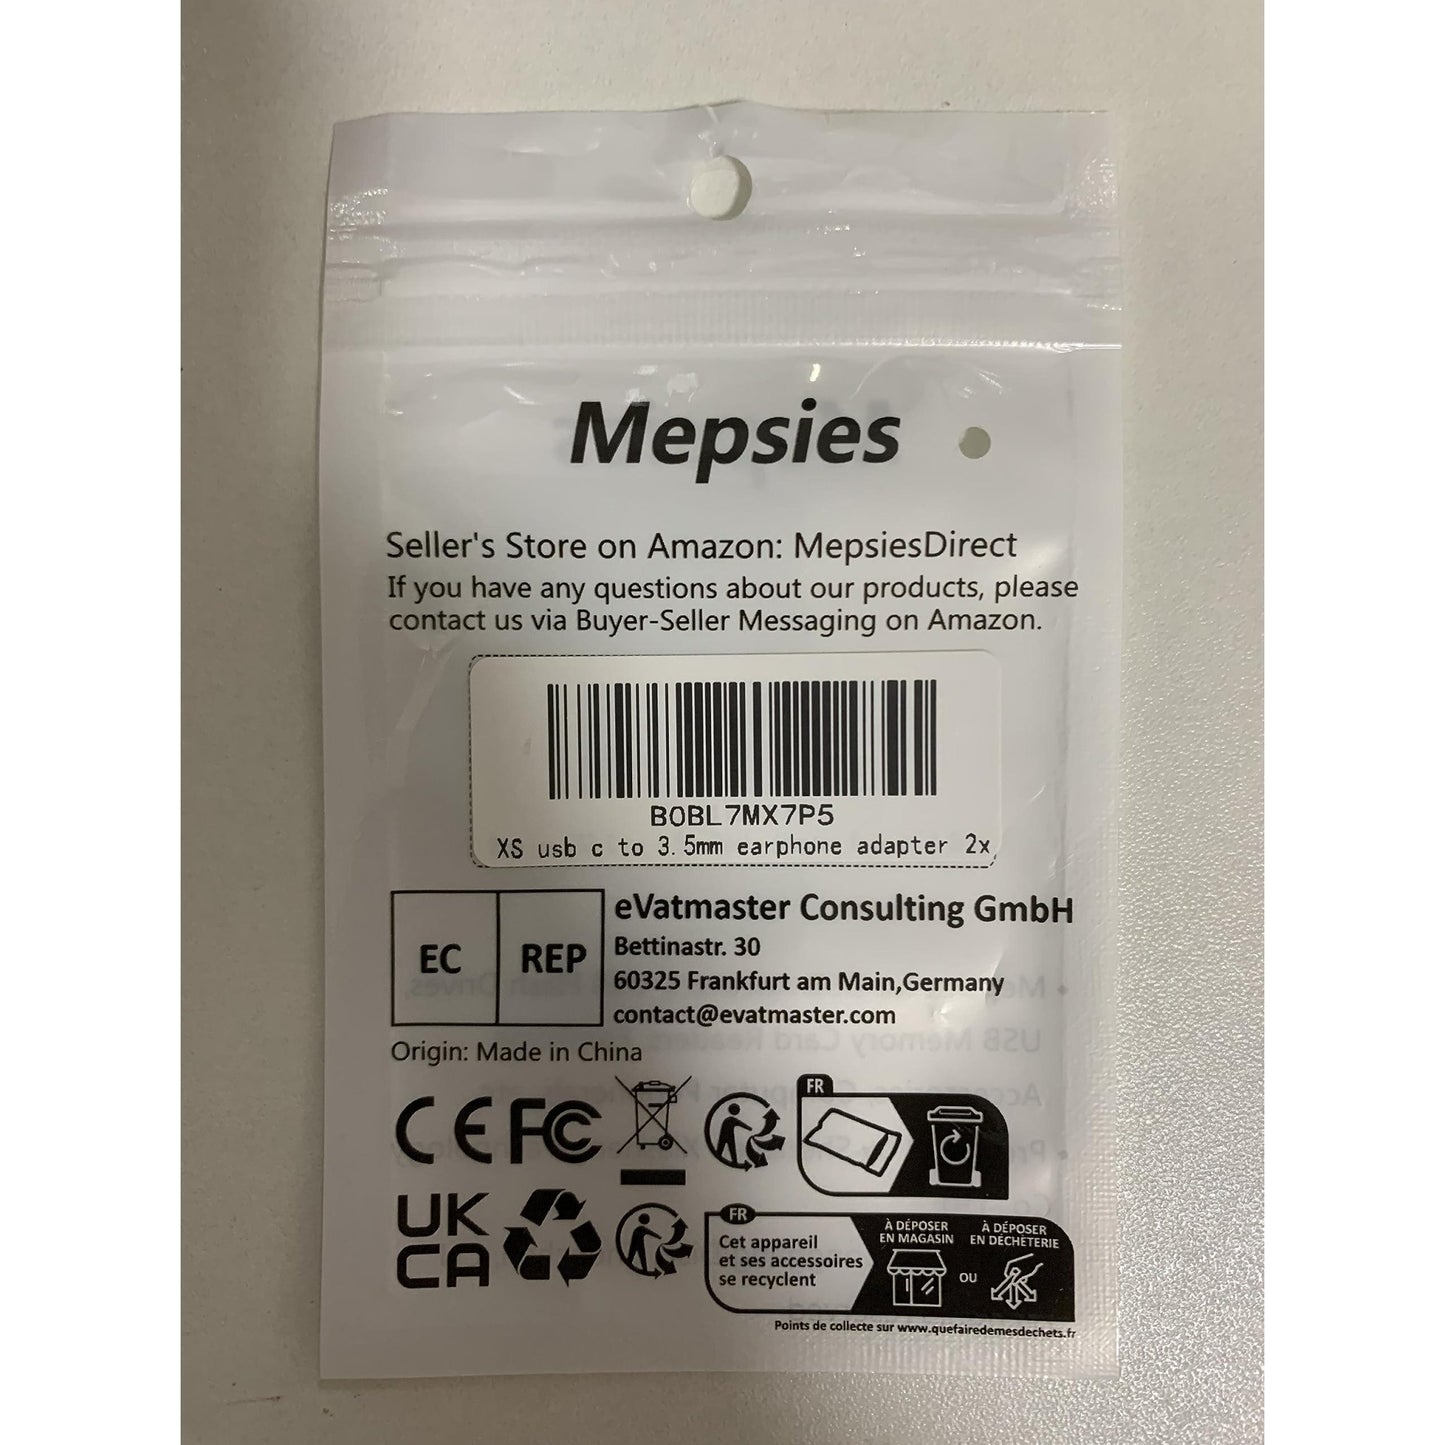 Mepsies
Seller's Store on Amazon: MepsiesDirect
If you have any questions about our products, please
contact us via Buyer-Seller Messaging on Amazon.
B0BL7MX7P5
XS usb c to 3.5mm earphone adapter 2x
EC REP
eVatmaster Consulting GmbH
Bettinastr. 30
60325 Frankfurt am Main,Germany
contact@evatmaster.com
Origin: Made in China
CE FC
FR
UK
CA
FR
Cet appareil
et ses accessoires
se recyclent
À DÉPOSER
EN MAGASIN
OU
À DÉPOSER
EN DÉCHÈTERIE
Points de collecte sur www.quefairedemesdechets.fr